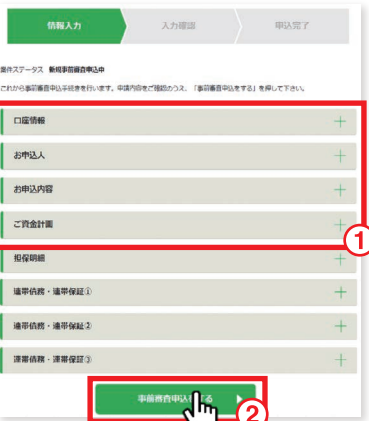 情報入力 入力確認 申込完了
案件ステータス 新規事前審査申込中
これから事前審査申込手続きを行います。申請内容をご確認のうえ、「事前審査申込をする」を押して下さい。
口座情報
お申込人
お申込内容
ご資金計画
①
担保明細
連帯債務・連帯保証①
連帯債務・連帯保証②
連帯債務・連帯保証③
事前審査申込をする
②